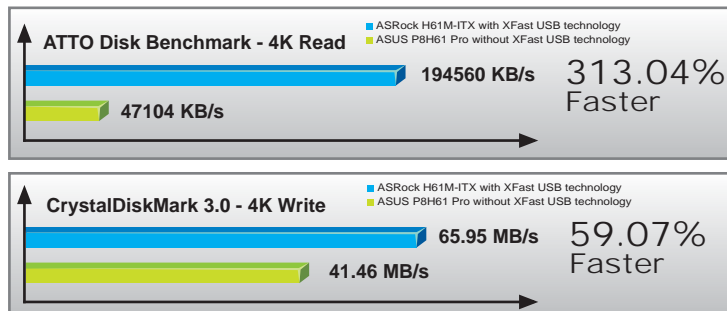 ASRock H61M-ITX with XFast USB technology
ASUS P8H61 Pro without XFast USB technology
ATTO Disk Benchmark - 4K Read
194560 KB/s
47104 KB/s
313.04%
Faster
ASRock H61M-ITX with XFast USB technology
ASUS P8H61 Pro without XFast USB technology
CrystalDiskMark 3.0 - 4K Write
65.95 MB/s
41.46 MB/s
59.07%
Faster